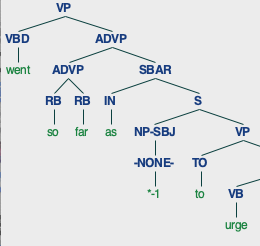 VP
VBD ADVP
went ADVP SBAR
RB RB IN S
so far as NP-SBJ VP
-NONE- TO
*-1 to VB
urge